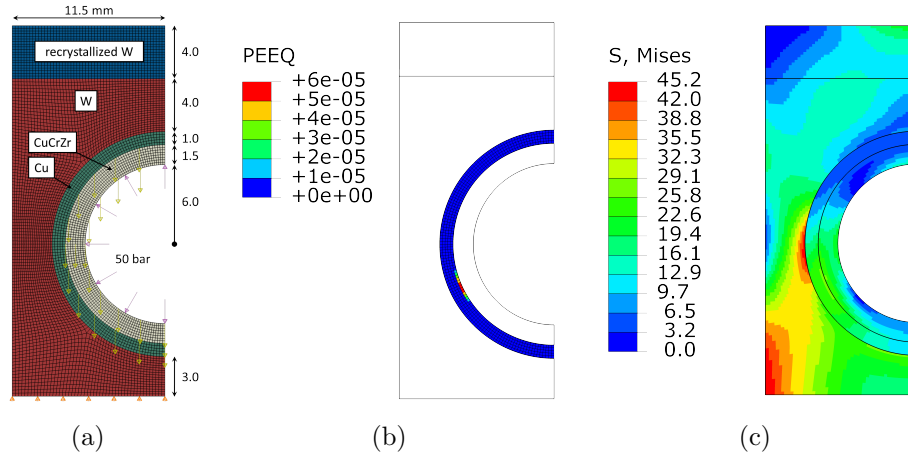 11.5 mm
recrystallized W
4.0
W
4.0
CuCrZr
1.0
1.5
Cu
6.0
50 bar
3.0
(a)
PEEQ
+6e-05
+5e-05
+4e-05
+3e-05
+2e-05
+1e-05
+0e+00
(b)
S, Mises
45.2
42.0
38.8
35.5
32.3
29.1
25.8
22.6
19.4
16.1
12.9
9.7
6.5
3.2
0.0
(c)